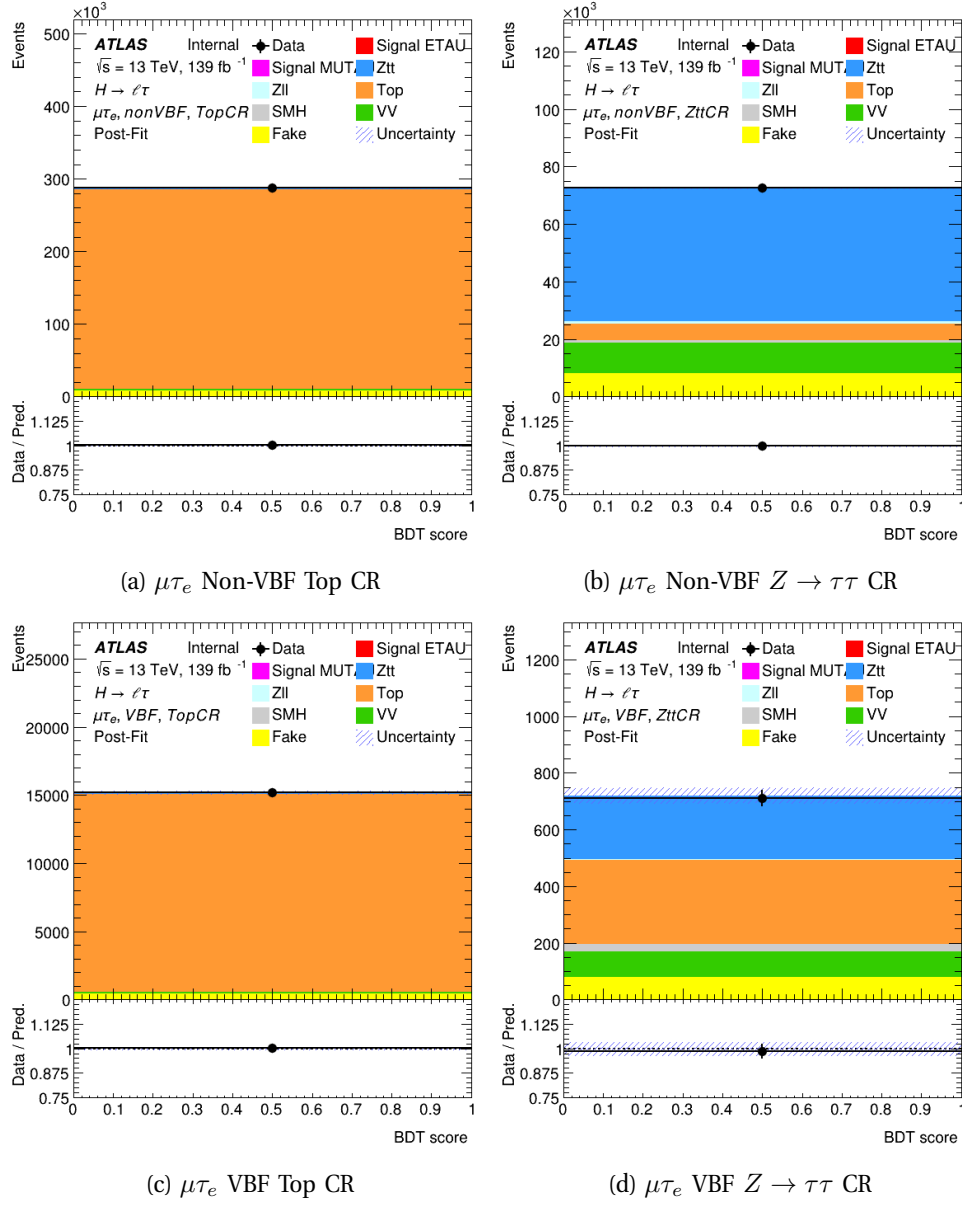 ×10³ ×10³
Events 500 ATLAS Internal Data Signal ETAU Events 120 ATLAS Internal Data Signal ETAU
√s = 13 TeV, 139 fb⁻¹ Signal MUT Ztt √s = 13 TeV, 139 fb⁻¹ Signal MUT Ztt
400 H → ℓτ Zll Top 100 H → ℓτ Zll Top
μτₑ, nonVBF, TopCR SMH VV μτₑ, nonVBF, ZttCR SMH VV
Post-Fit Fake Uncertainty Post-Fit Fake Uncertainty
300 80
200 60
100 40
0 20
0
Data / Pred. 1.125 Data / Pred. 1.125
1 1
0.875 0.875
0.75 0.75
0 0.1 0.2 0.3 0.4 0.5 0.6 0.7 0.8 0.9 1 0 0.1 0.2 0.3 0.4 0.5 0.6 0.7 0.8 0.9 1
BDT score BDT score
(a) μτₑ Non-VBF Top CR (b) μτₑ Non-VBF Z → ττ CR
Events 25000 ATLAS Internal Data Signal ETAU Events 1200 ATLAS Internal Data Signal ETAU
√s = 13 TeV, 139 fb⁻¹ Signal MUT Ztt √s = 13 TeV, 139 fb⁻¹ Signal MUT Ztt
20000 H → ℓτ Zll Top 1000 H → ℓτ Zll Top
μτₑ, VBF, TopCR SMH VV μτₑ, VBF, ZttCR SMH VV
Post-Fit Fake Uncertainty Post-Fit Fake Uncertainty
15000 800
10000 600
5000 400
0 200
0
Data / Pred. 1.125 Data / Pred. 1.125
1 1
0.875 0.875
0.75 0.75
0 0.1 0.2 0.3 0.4 0.5 0.6 0.7 0.8 0.9 1 0 0.1 0.2 0.3 0.4 0.5 0.6 0.7 0.8 0.9 1
BDT score BDT score
(c) μτₑ VBF Top CR (d) μτₑ VBF Z → ττ CR